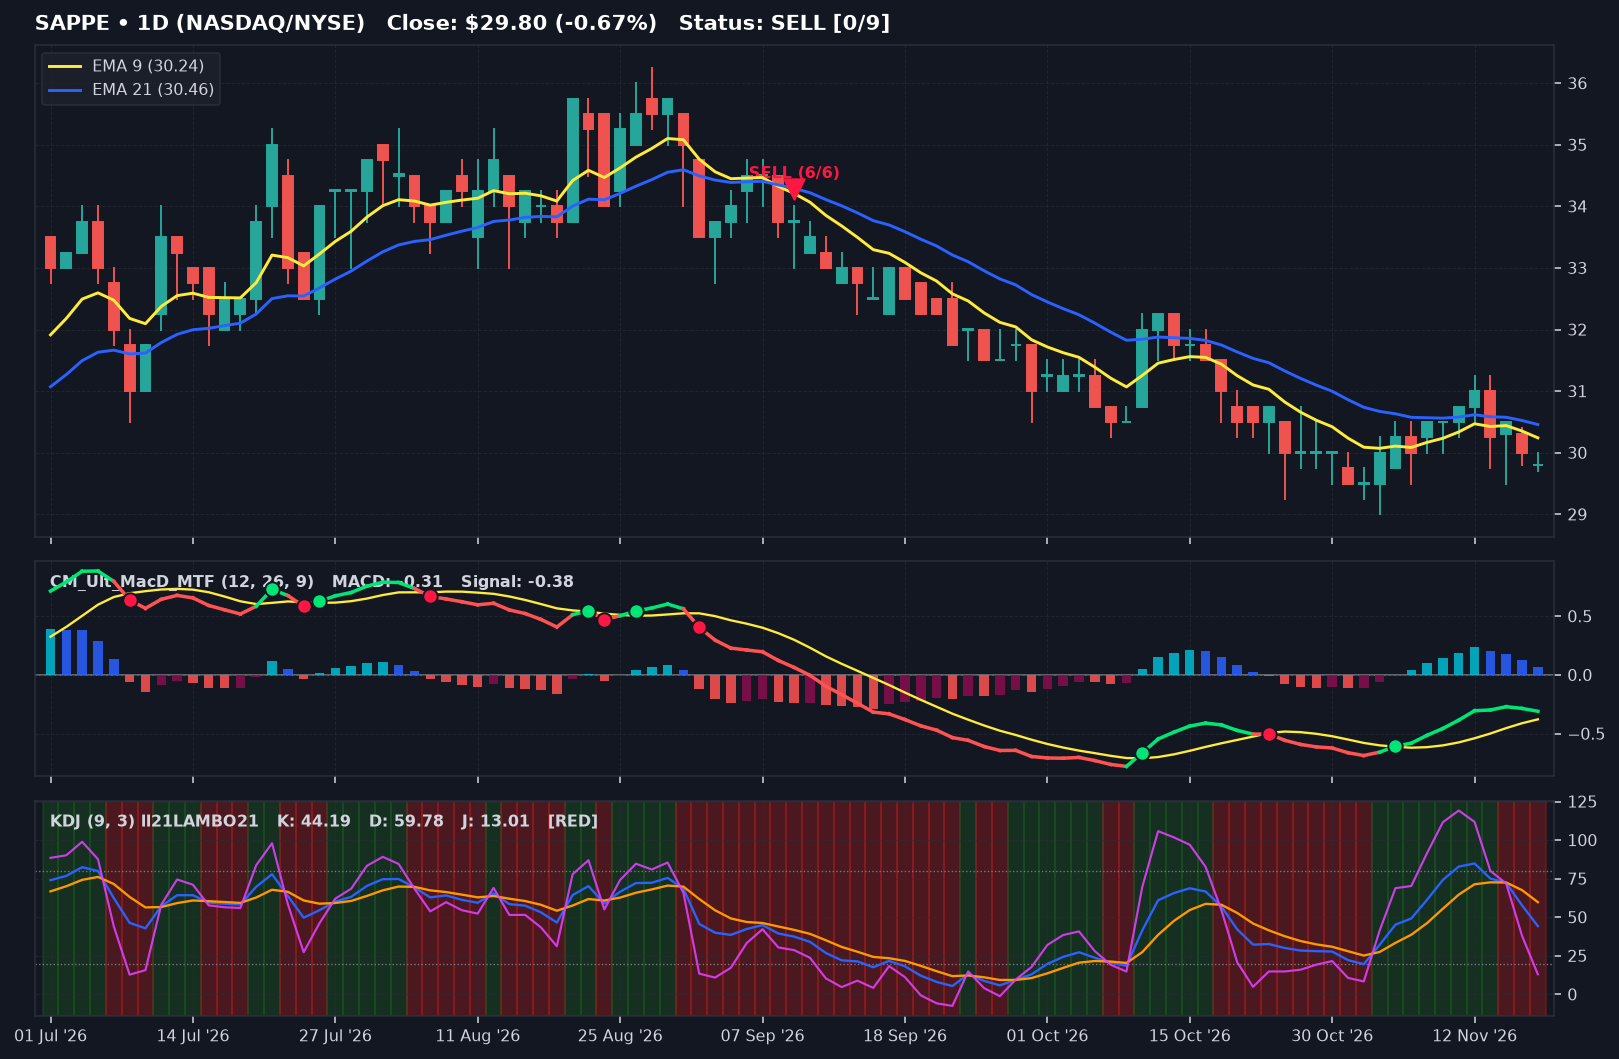 SAPPE • 1D (NASDAQ/NYSE)   Close: $29.80 (-0.67%)   Status: SELL [0/9]
EMA 9 (30.24)
EMA 21 (30.46)
36
35
SELL (6/6)
34
33
32
31
30
29
CM_Ult_MacD_MTF (12, 26, 9)   MACD: -0.31   Signal: -0.38
0.5
0.0
−0.5
KDJ (9, 3) II21LAMBO21   K: 44.19   D: 59.78   J: 13.01   [RED]
125
100
75
50
25
0
01 Jul '26   14 Jul '26   27 Jul '26   11 Aug '26   25 Aug '26   07 Sep '26   18 Sep '26   01 Oct '26   15 Oct '26   30 Oct '26   12 Nov '26